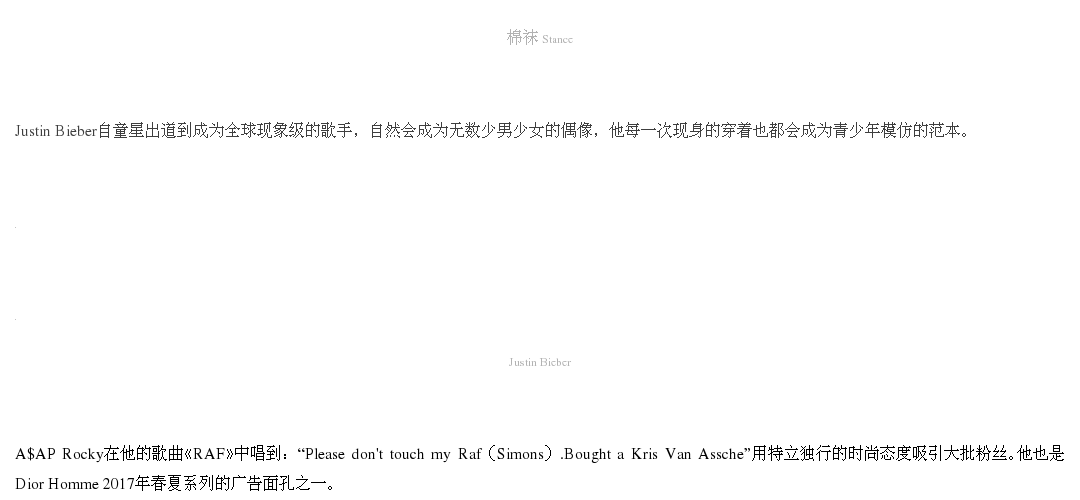 棉袜 Stance
Justin Bieber自童星出道到成为全球现象级的歌手，自然会成为无数少男少女的偶像，他每一次现身的穿着也都会成为青少年模仿的范本。
Justin Bieber
A$AP Rocky在他的歌曲《RAF》中唱到：“Please don't touch my Raf（Simons）.Bought a Kris Van Assche”用特立独行的时尚态度吸引大批粉丝。他也是
Dior Homme 2017年春夏系列的广告面孔之一。